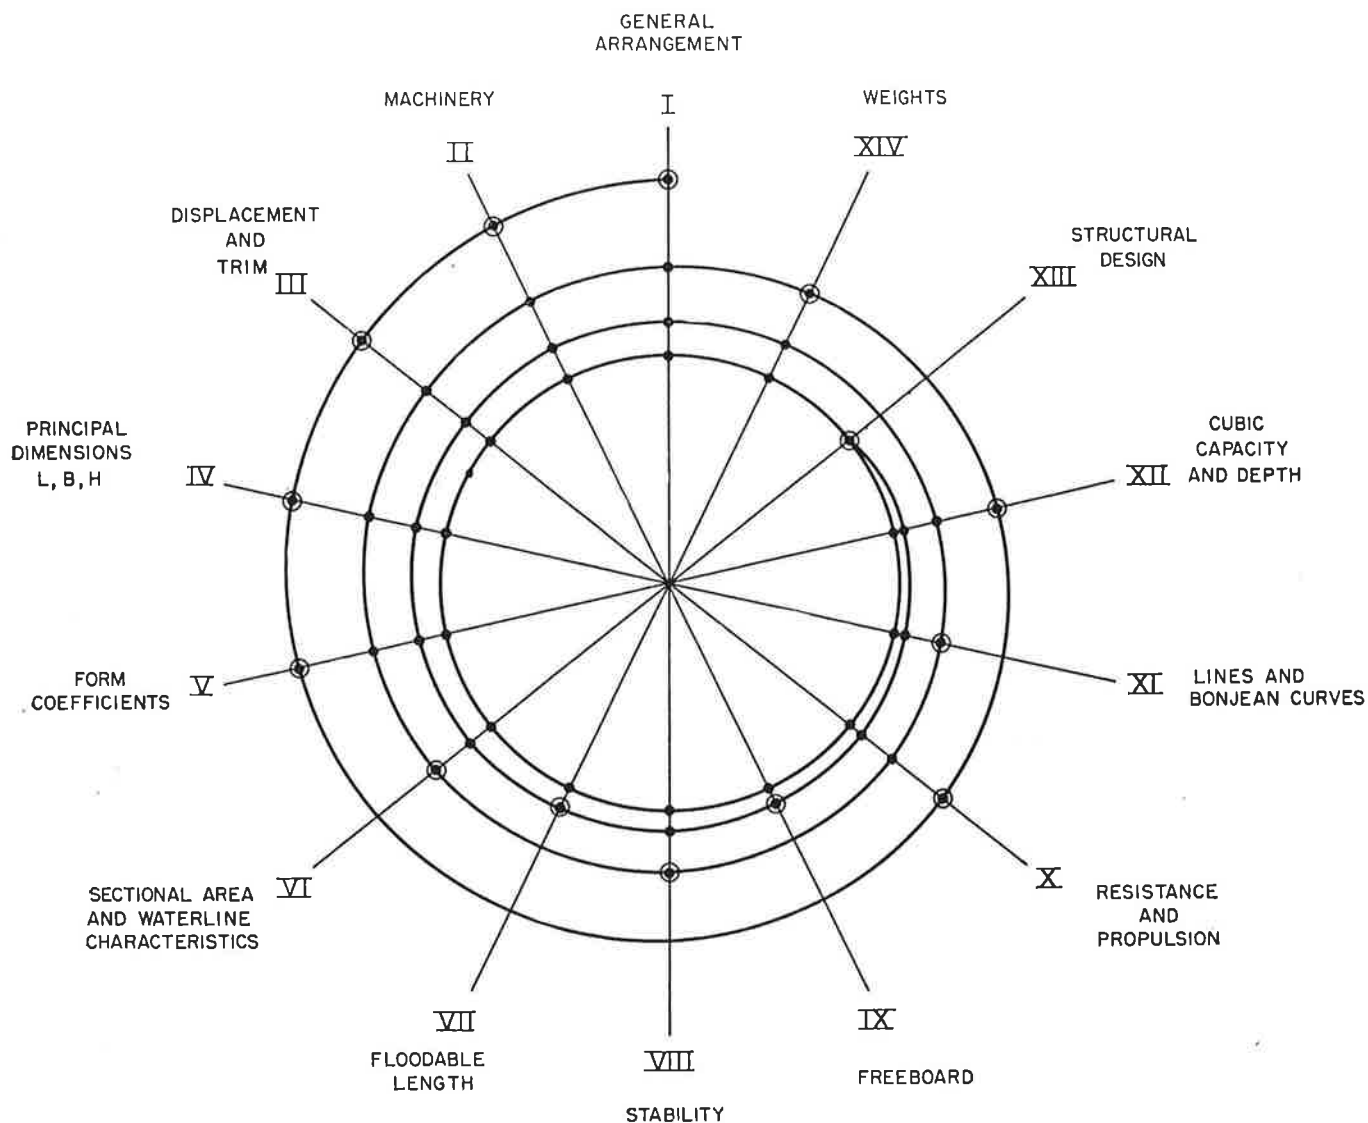 GENERAL
ARRANGEMENT
I
MACHINERY
II
DISPLACEMENT
AND
TRIM
III
PRINCIPAL
DIMENSIONS
L, B, H
IV
FORM
COEFFICIENTS
V
SECTIONAL AREA
AND WATERLINE
CHARACTERISTICS
VI
VII
FLOODABLE
LENGTH
VIII
STABILITY
IX
FREEBOARD
X
RESISTANCE
AND
PROPULSION
XI
LINES AND
BONJEAN CURVES
XII
CUBIC
CAPACITY
AND DEPTH
XIII
STRUCTURAL
DESIGN
WEIGHTS
XIV